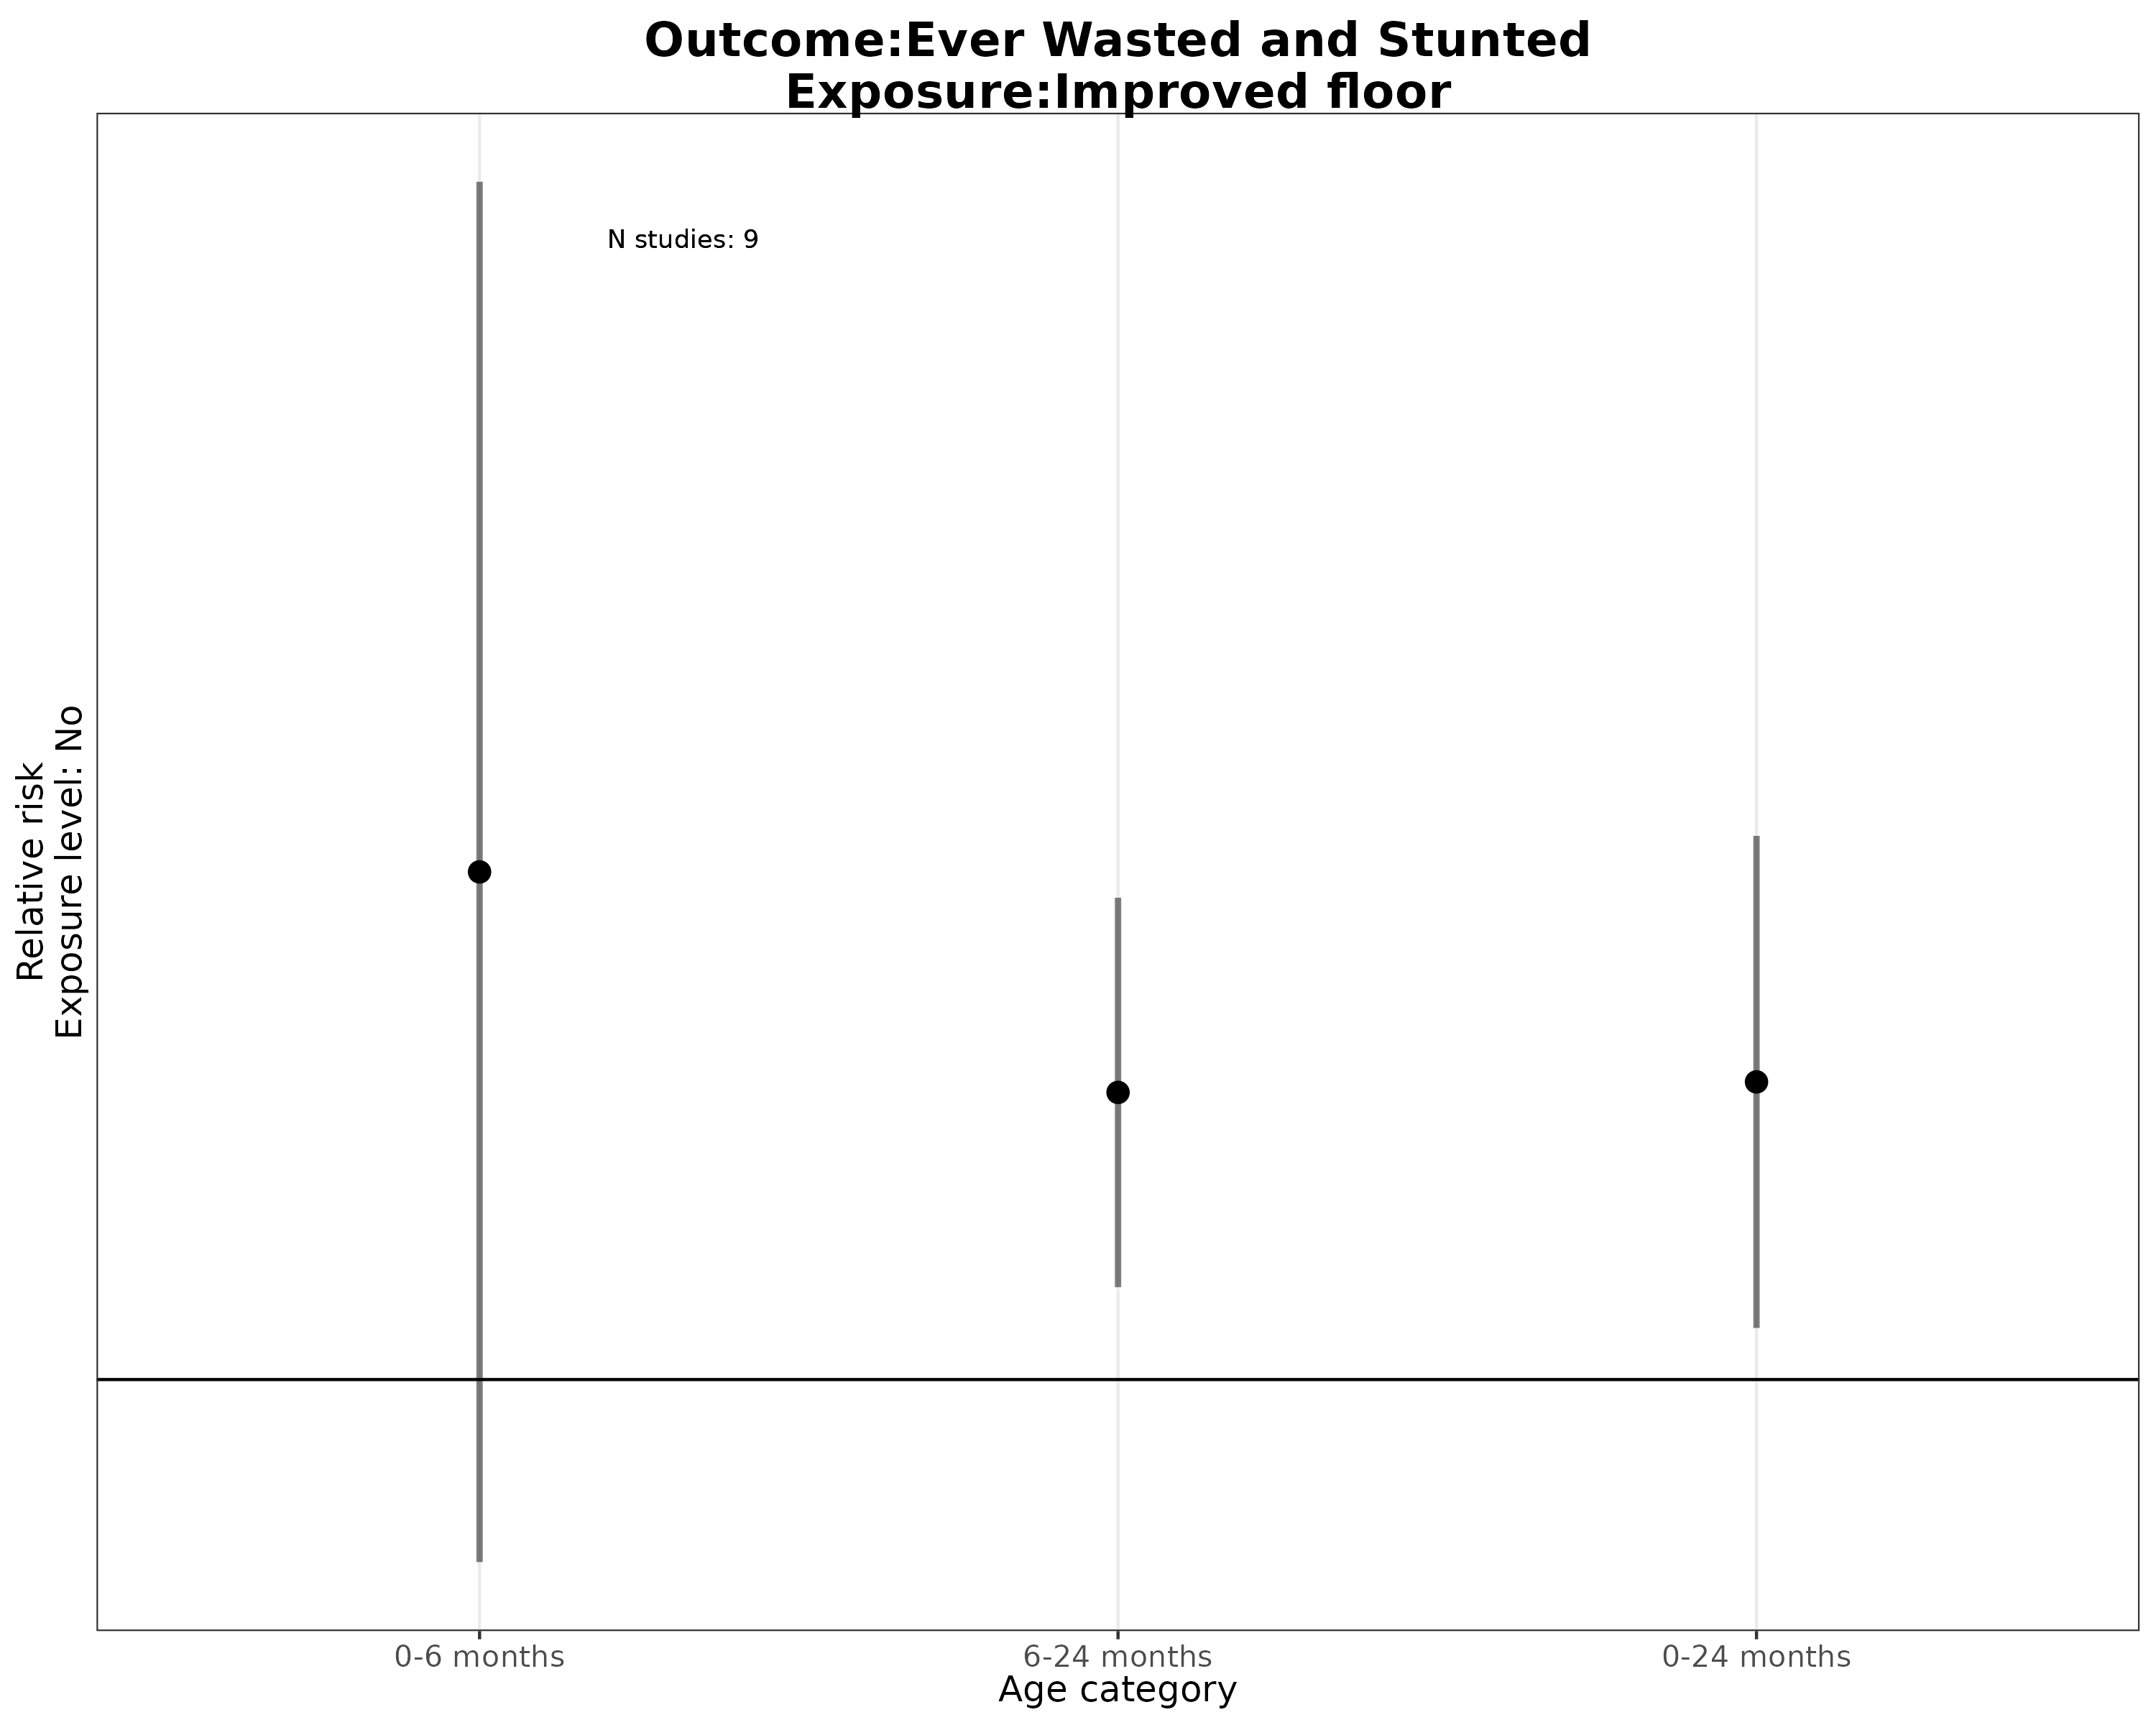 Outcome:Ever Wasted and Stunted
Exposure:Improved floor
N studies: 9
Relative risk
Exposure level: No
0-6 months
6-24 months
0-24 months
Age category